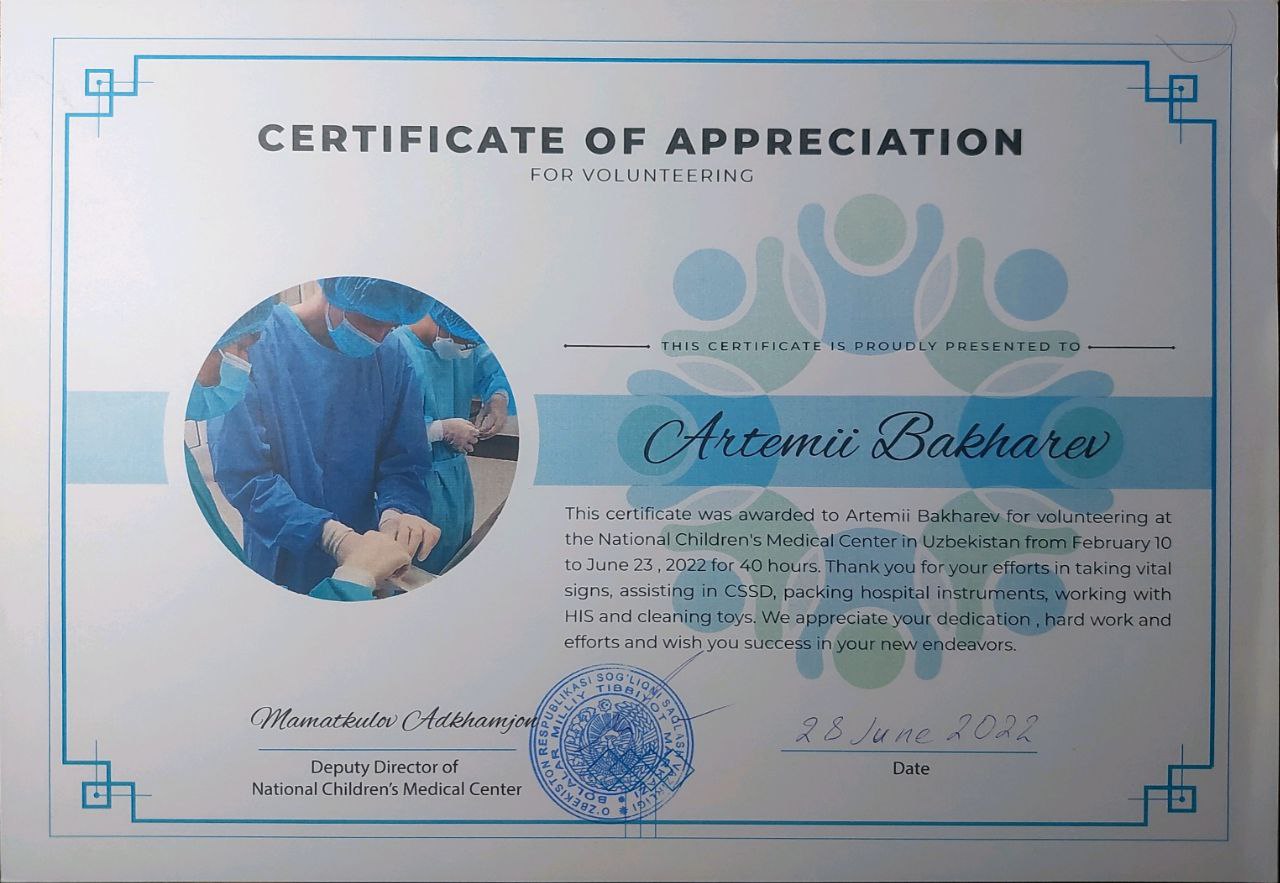 CERTIFICATE OF APPRECIATION
FOR VOLUNTEERING
THIS CERTIFICATE IS PROUDLY PRESENTED TO
Artemii Bakharev
This certificate was awarded to Artemii Bakharev for volunteering at
the National Children's Medical Center in Uzbekistan from February 10
to June 23 , 2022 for 40 hours. Thank you for your efforts in taking vital
signs, assisting in CSSD, packing hospital instruments, working with
HIS and cleaning toys. We appreciate your dedication , hard work and
efforts and wish you success in your new endeavors.
Mamatkulov Adkhamjon
Deputy Director of
National Children's Medical Center
O'ZBEKISTON RESPUBLIKASI SOG'LIQNI SAQLASH
BOLALAR MILLIY TIBBIYOT
28 June 2022
Date